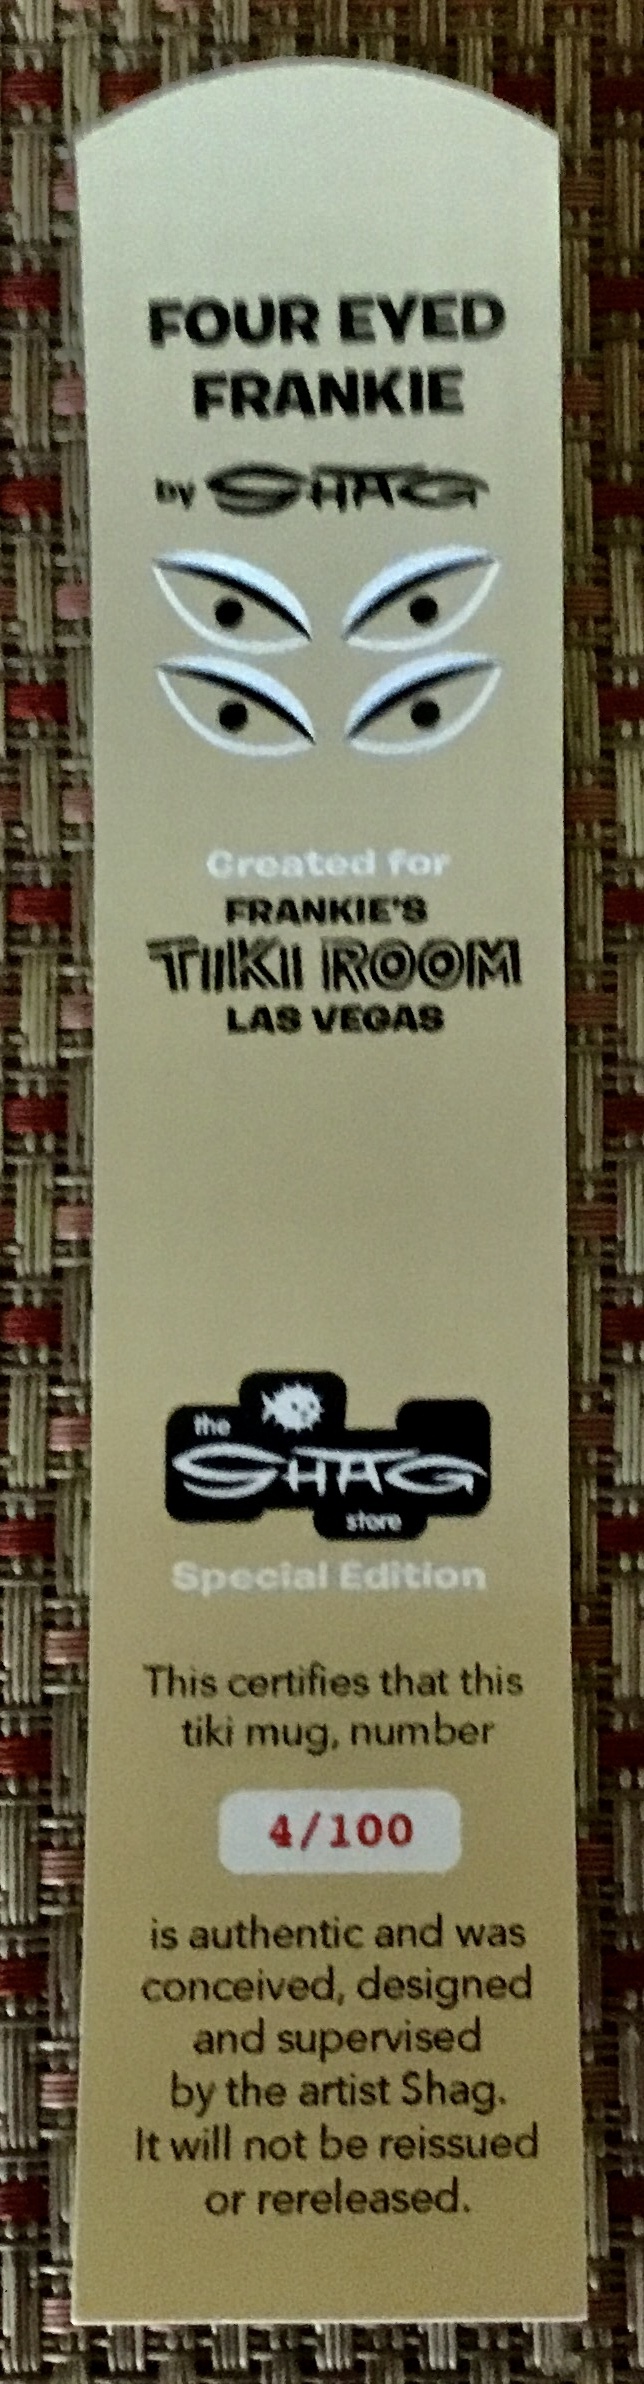 FOUR EYED
FRANKIE
by SHAG
Created for
FRANKIE'S
TIKI ROOM
LAS VEGAS
the
SHAG
store
Special Edition
This certifies that this
tiki mug, number
4/100
is authentic and was
conceived, designed
and supervised
by the artist Shag.
It will not be reissued
or rereleased.